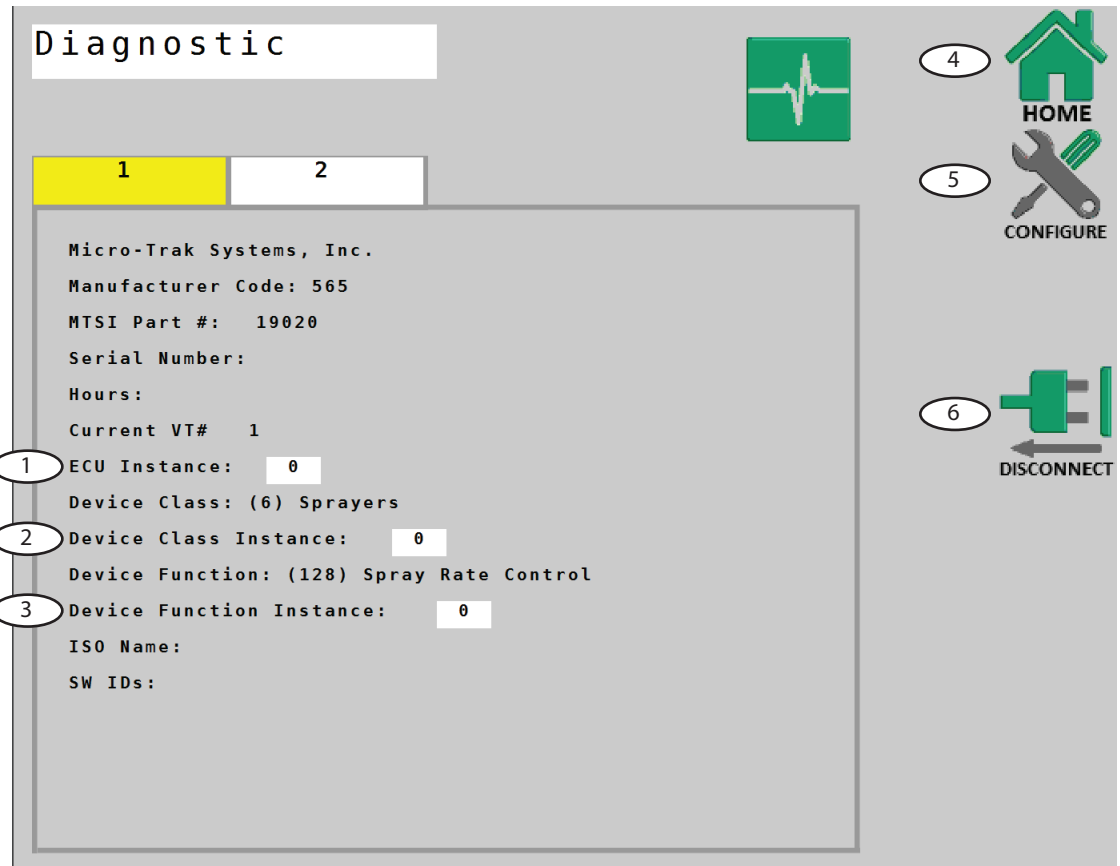 Diagnostic
4
HOME
5
CONFIGURE
1 2
Micro-Trak Systems, Inc.
Manufacturer Code: 565
MTSI Part #: 19020
Serial Number:
Hours:
Current VT# 1
1 ECU Instance: 0
Device Class: (6) Sprayers
2 Device Class Instance: 0
Device Function: (128) Spray Rate Control
3 Device Function Instance: 0
ISO Name:
SW IDs:
6
DISCONNECT